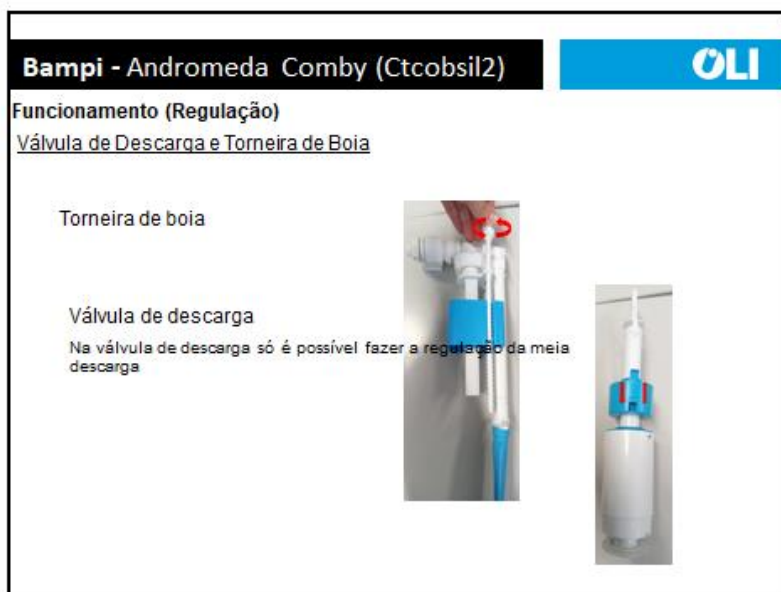 Bampi - Andromeda Comby (Ctcobsil2)
OLI
Funcionamento (Regulação)
Válvula de Descarga e Torneira de Boia
Torneira de boia
Válvula de descarga
Na válvula de descarga só é possível fazer a regulação da meia
descarga